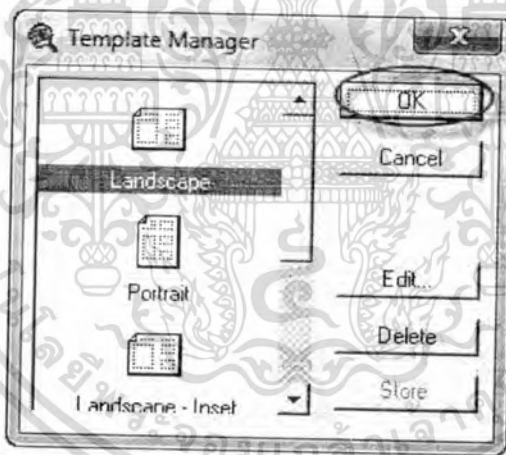 Template Manager
OK
Landscape
Cancel
Portrait
Edit...
Delete
Landscape - Inset
Store